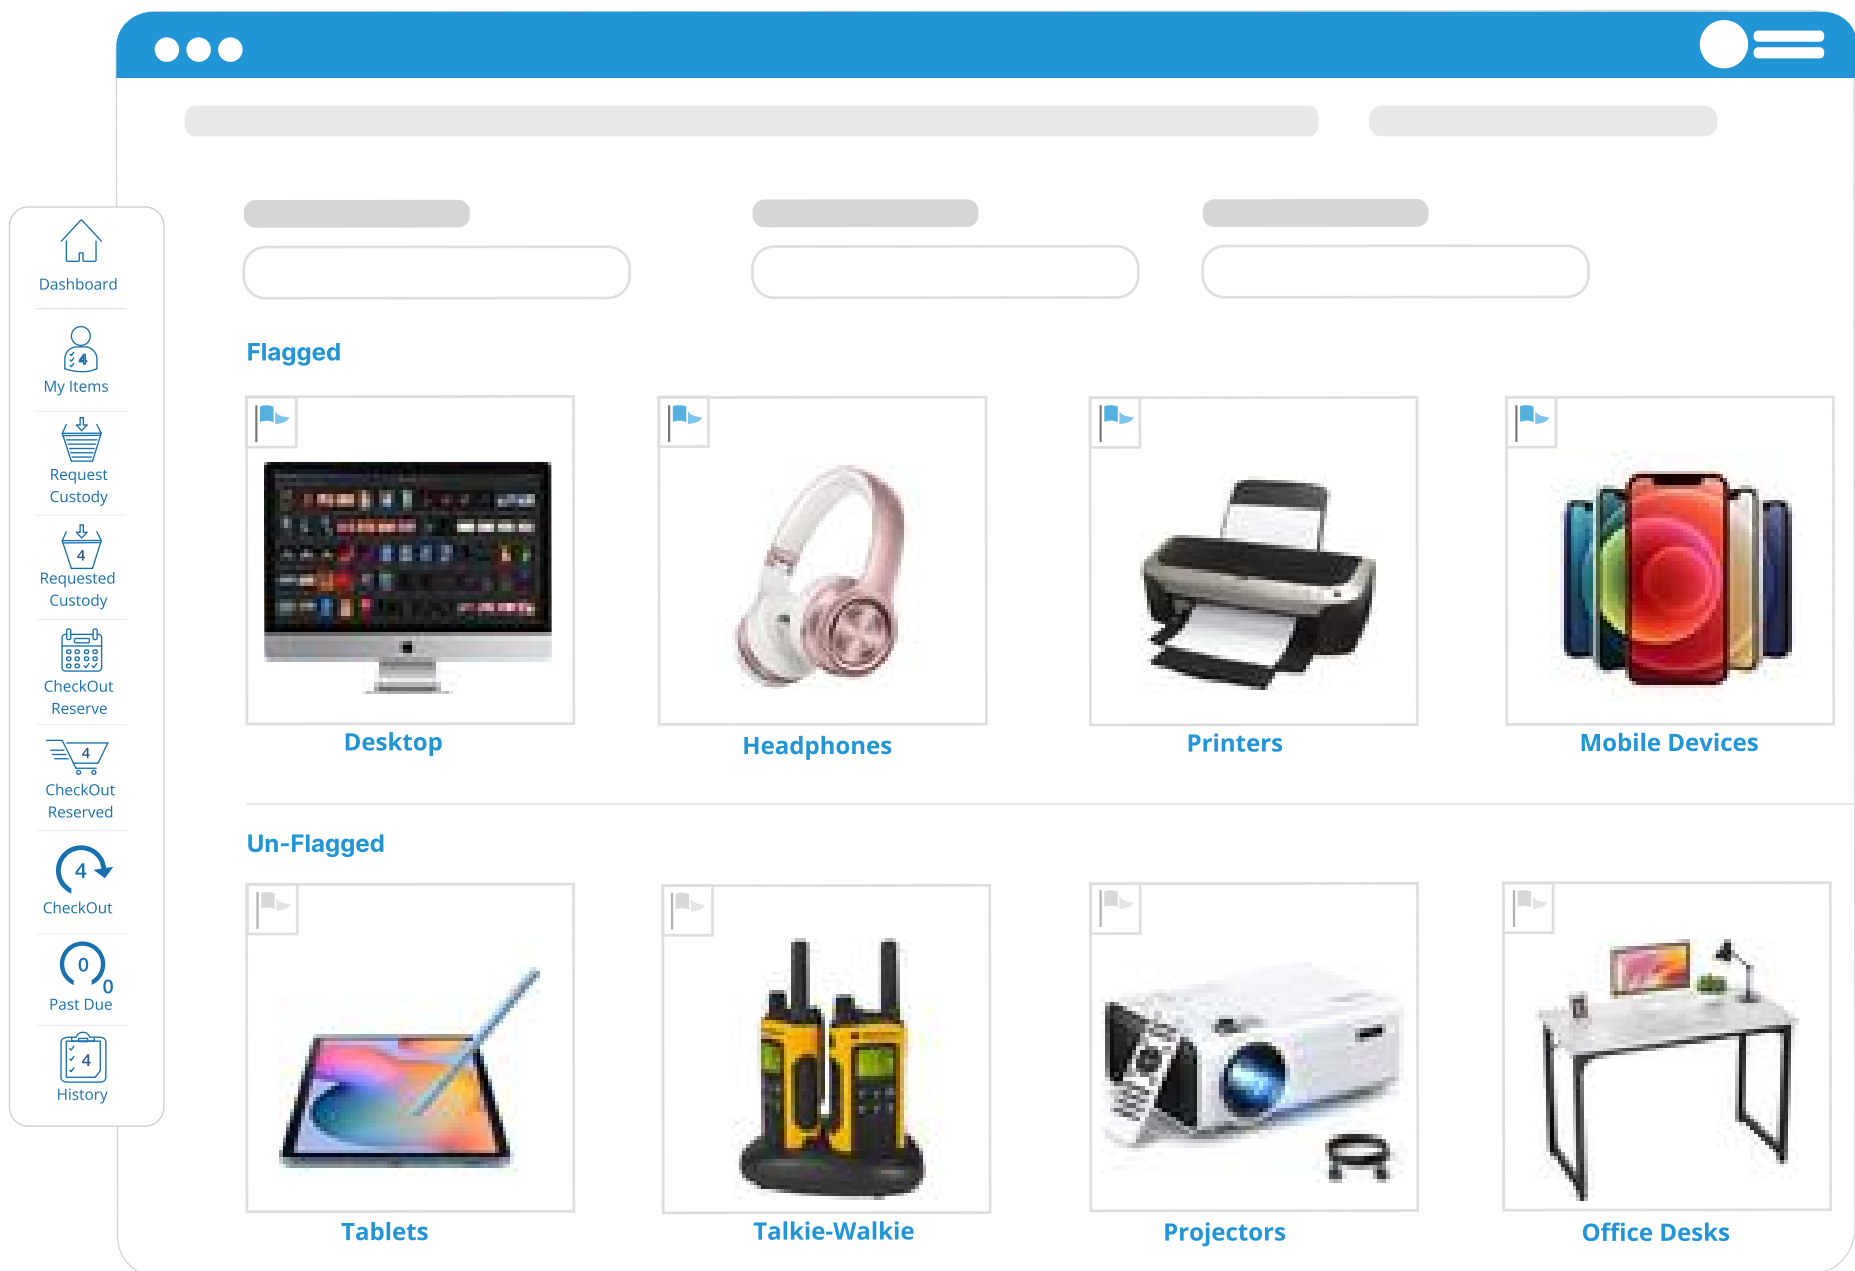 Dashboard
4
My Items
Request
Custody
4
Requested
Custody
CheckOut
Reserve
4
CheckOut
Reserved
4
CheckOut
0
0
Past Due
4
History
Flagged
Desktop
Headphones
Printers
Mobile Devices
Un-Flagged
Tablets
Talkie-Walkie
Projectors
Office Desks